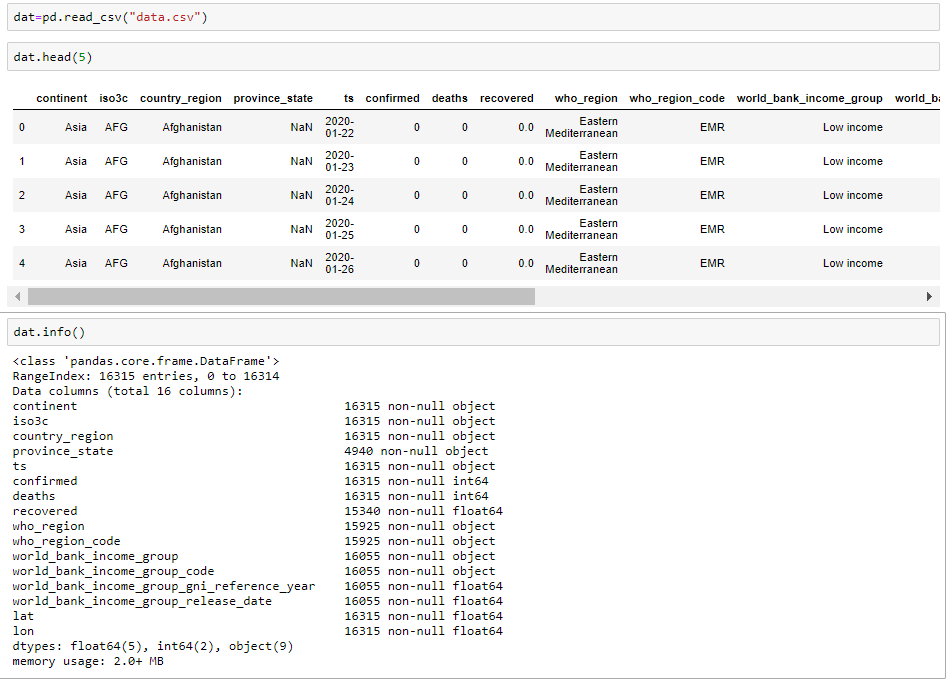 dat=pd.read_csv("data.csv")
dat.head(5)
continent iso3c country_region province_state ts confirmed deaths recovered who_region who_region_code world_bank_income_group world_ba
0 Asia AFG Afghanistan NaN 2020-01-22 0 0 0.0 Eastern Mediterranean EMR Low income
1 Asia AFG Afghanistan NaN 2020-01-23 0 0 0.0 Eastern Mediterranean EMR Low income
2 Asia AFG Afghanistan NaN 2020-01-24 0 0 0.0 Eastern Mediterranean EMR Low income
3 Asia AFG Afghanistan NaN 2020-01-25 0 0 0.0 Eastern Mediterranean EMR Low income
4 Asia AFG Afghanistan NaN 2020-01-26 0 0 0.0 Eastern Mediterranean EMR Low income
dat.info()
<class 'pandas.core.frame.DataFrame'>
RangeIndex: 16315 entries, 0 to 16314
Data columns (total 16 columns):
continent 16315 non-null object
iso3c 16315 non-null object
country_region 16315 non-null object
province_state 4940 non-null object
ts 16315 non-null object
confirmed 16315 non-null int64
deaths 16315 non-null int64
recovered 15340 non-null float64
who_region 15925 non-null object
who_region_code 15925 non-null object
world_bank_income_group 16055 non-null object
world_bank_income_group_code 16055 non-null object
world_bank_income_group_gni_reference_year 16055 non-null float64
world_bank_income_group_release_date 16055 non-null float64
lat 16315 non-null float64
lon 16315 non-null float64
dtypes: float64(5), int64(2), object(9)
memory usage: 2.0+ MB